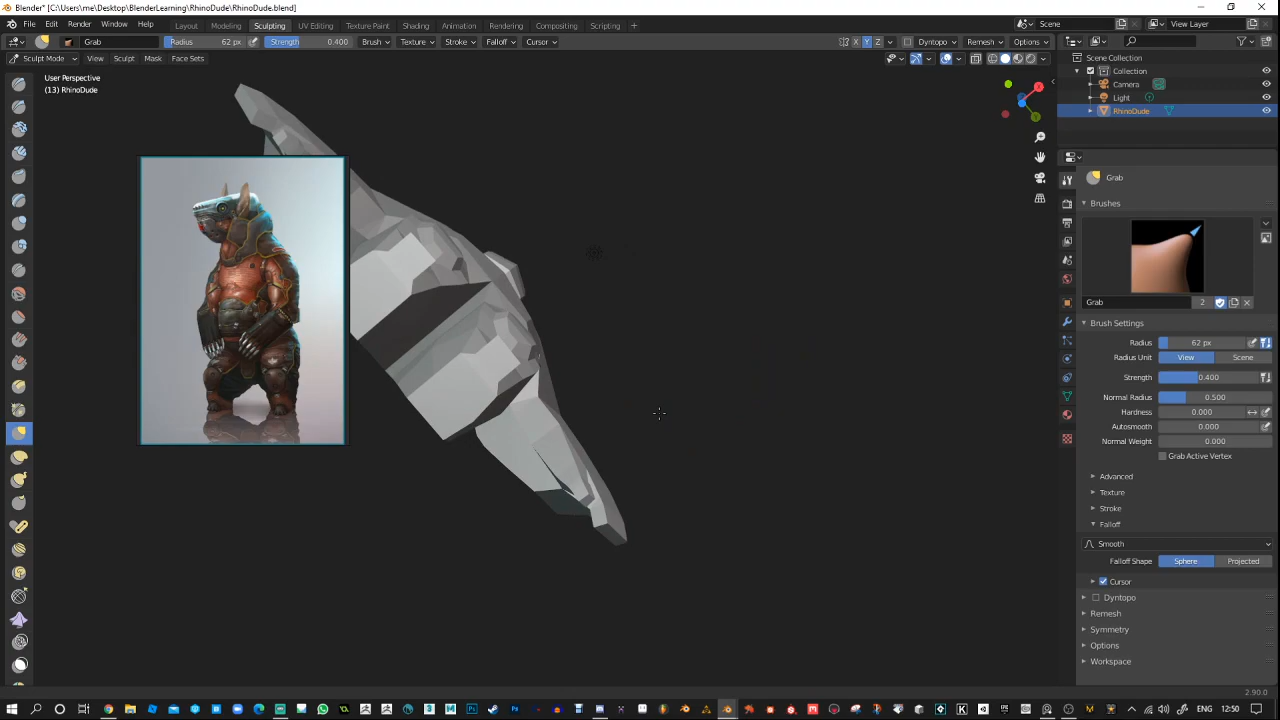 Blender* [C:\Users\me\Desktop\BlenderLearning\RhinoDude\RhinoDude.blend]
File Edit Render Window Help Layout Modeling Sculpting UV Editing Texture Paint Shading Animation Rendering Compositing Scripting + Scene View Layer
Grab Radius 62 px Strength 0.400 Brush Texture Stroke Falloff Cursor X Y Z Dyntopo Remesh Options
Sculpt Mode View Sculpt Mask Face Sets
User Perspective
(13) RhinoDude
Scene Collection
Collection
Camera
Light
RhinoDude
Grab
Brushes
Grab 2
Brush Settings
Radius 62 px
Radius Unit View Scene
Strength 0.400
Normal Radius 0.500
Hardness 0.000
Autosmooth 0.000
Normal Weight 0.000
Grab Active Vertex
Advanced
Texture
Stroke
Falloff
Smooth
Falloff Shape Sphere Projected
Cursor
Dyntopo
Remesh
Symmetry
Options
Workspace
2.90.0
ENG 12:50